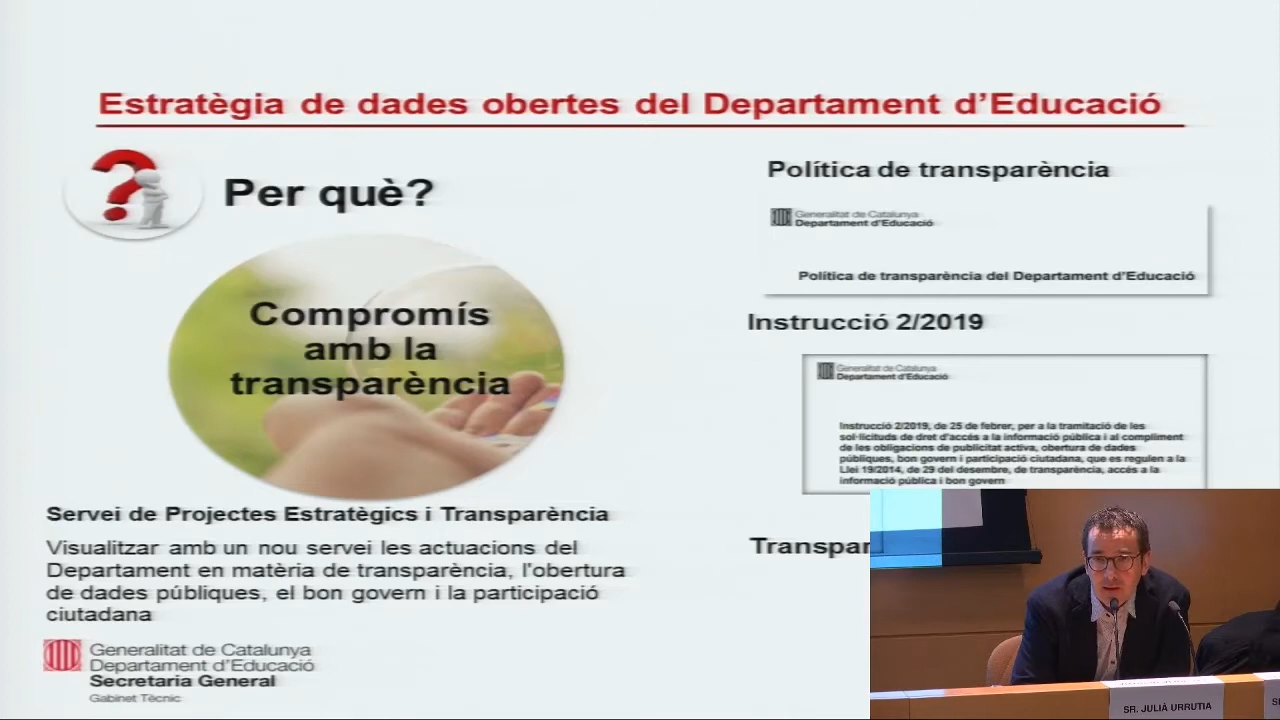 Estratègia de dades obertes del Departament d'Educació
Per què?
Compromís
amb la
transparència
Servei de Projectes Estratègics i Transparència
Visualitzar amb un nou servei les actuacions del
Departament en matèria de transparència, l'obertura
de dades públiques, el bon govern i la participació
ciutadana
Generalitat de Catalunya
Departament d'Educació
Secretaria General
Gabinet Tècnic
Política de transparència
Generalitat de Catalunya
Departament d'Educació
Política de transparència del Departament d'Educació
Instrucció 2/2019
Generalitat de Catalunya
Departament d'Educació
Instrucció 2/2019, de 25 de febrer, per a la tramitació de les
sol·licituds de dret d'accés a la informació pública i al compliment
de les obligacions de publicitat activa, obertura de dades
públiques, bon govern i participació ciutadana, que es regulen a la
Llei 19/2014, de 29 del desembre, de transparència, accés a la
informació pública i bon govern
Transpar
SR. JULIÀ URRUTIA